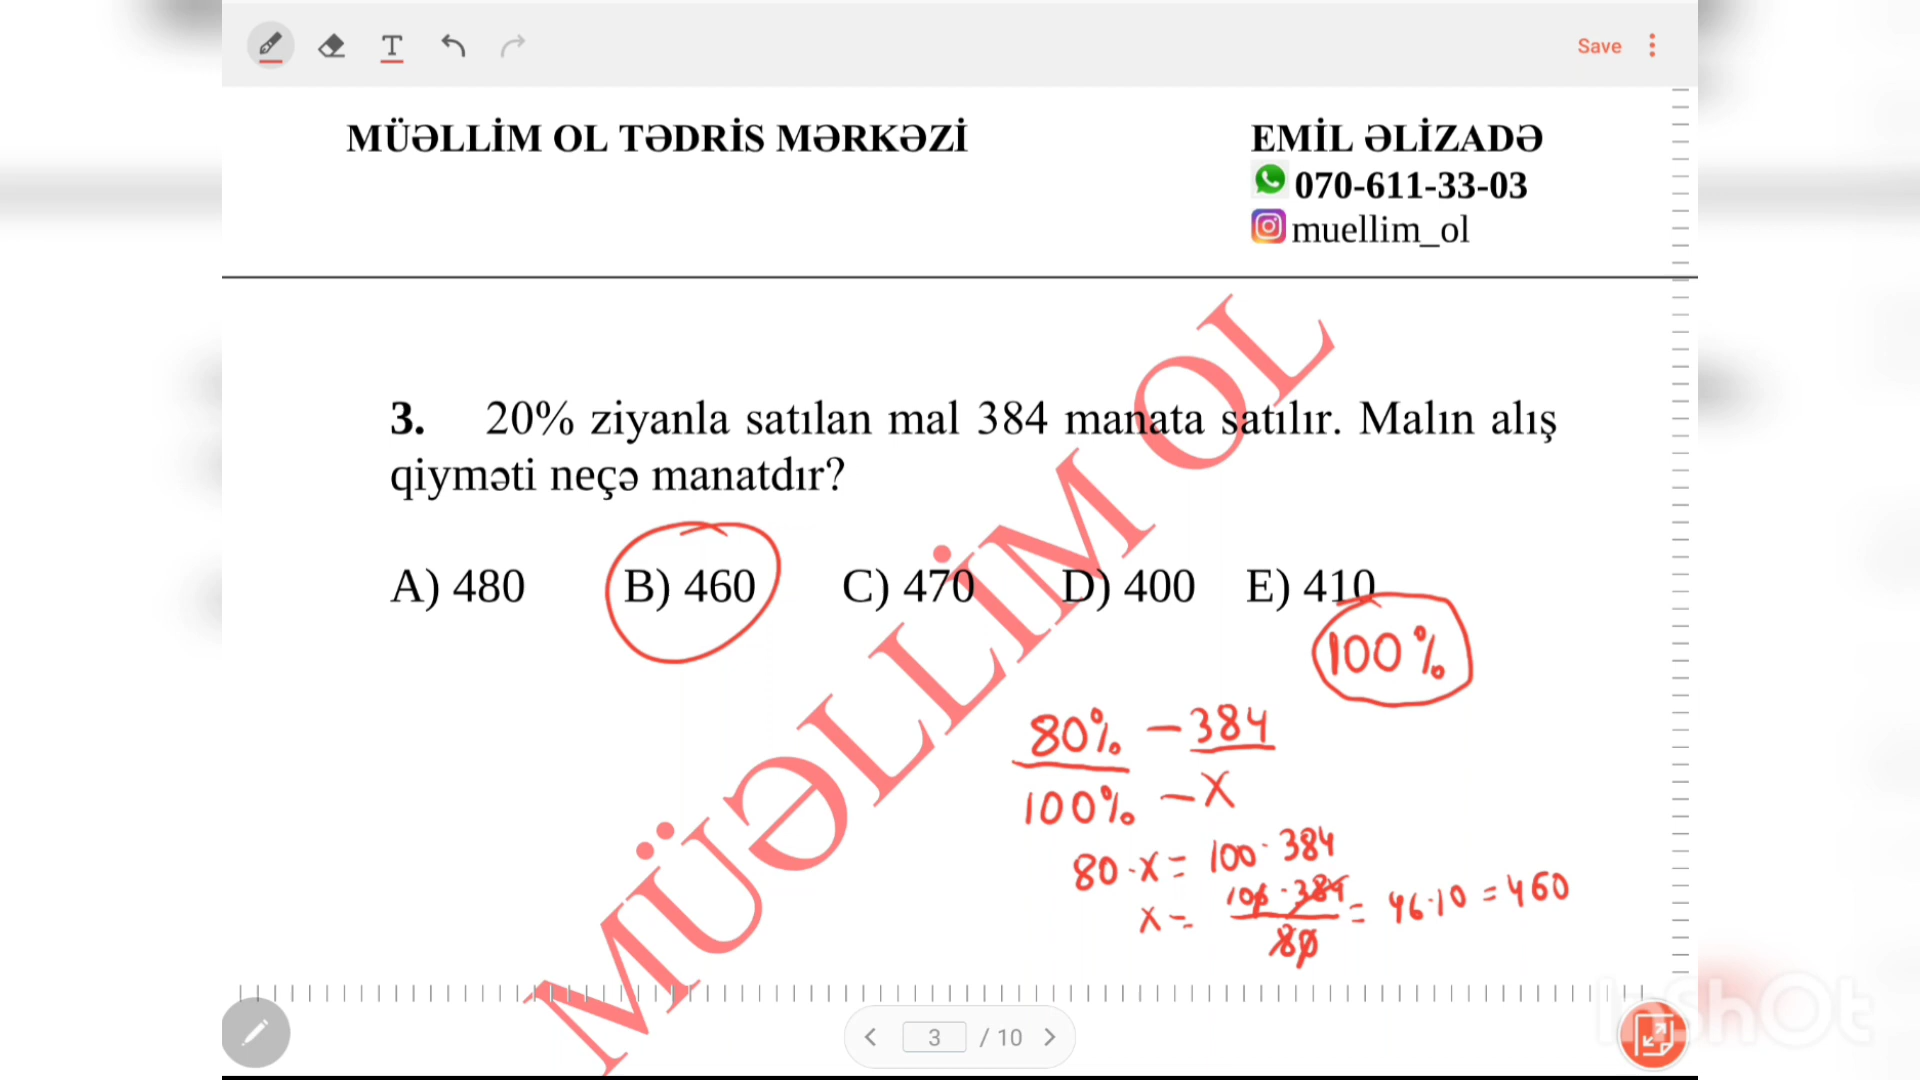 Save
MÜƏLLİM OL TƏDRİS MƏRKƏZİ
EMİL ƏLİZADƏ
070-611-33-03
muellim_ol
3. 20% ziyanla satılan mal 384 manata satılır. Malın alış
qiyməti neçə manatdır?
A) 480 B) 460 C) 470 D) 400 E) 410
100%
80% - 384
100% - X
80 · X = 100 · 384
X = 100 · 384 / 80 = 46 · 10 = 460
MÜƏLLİM OL
3 / 10
InShOt